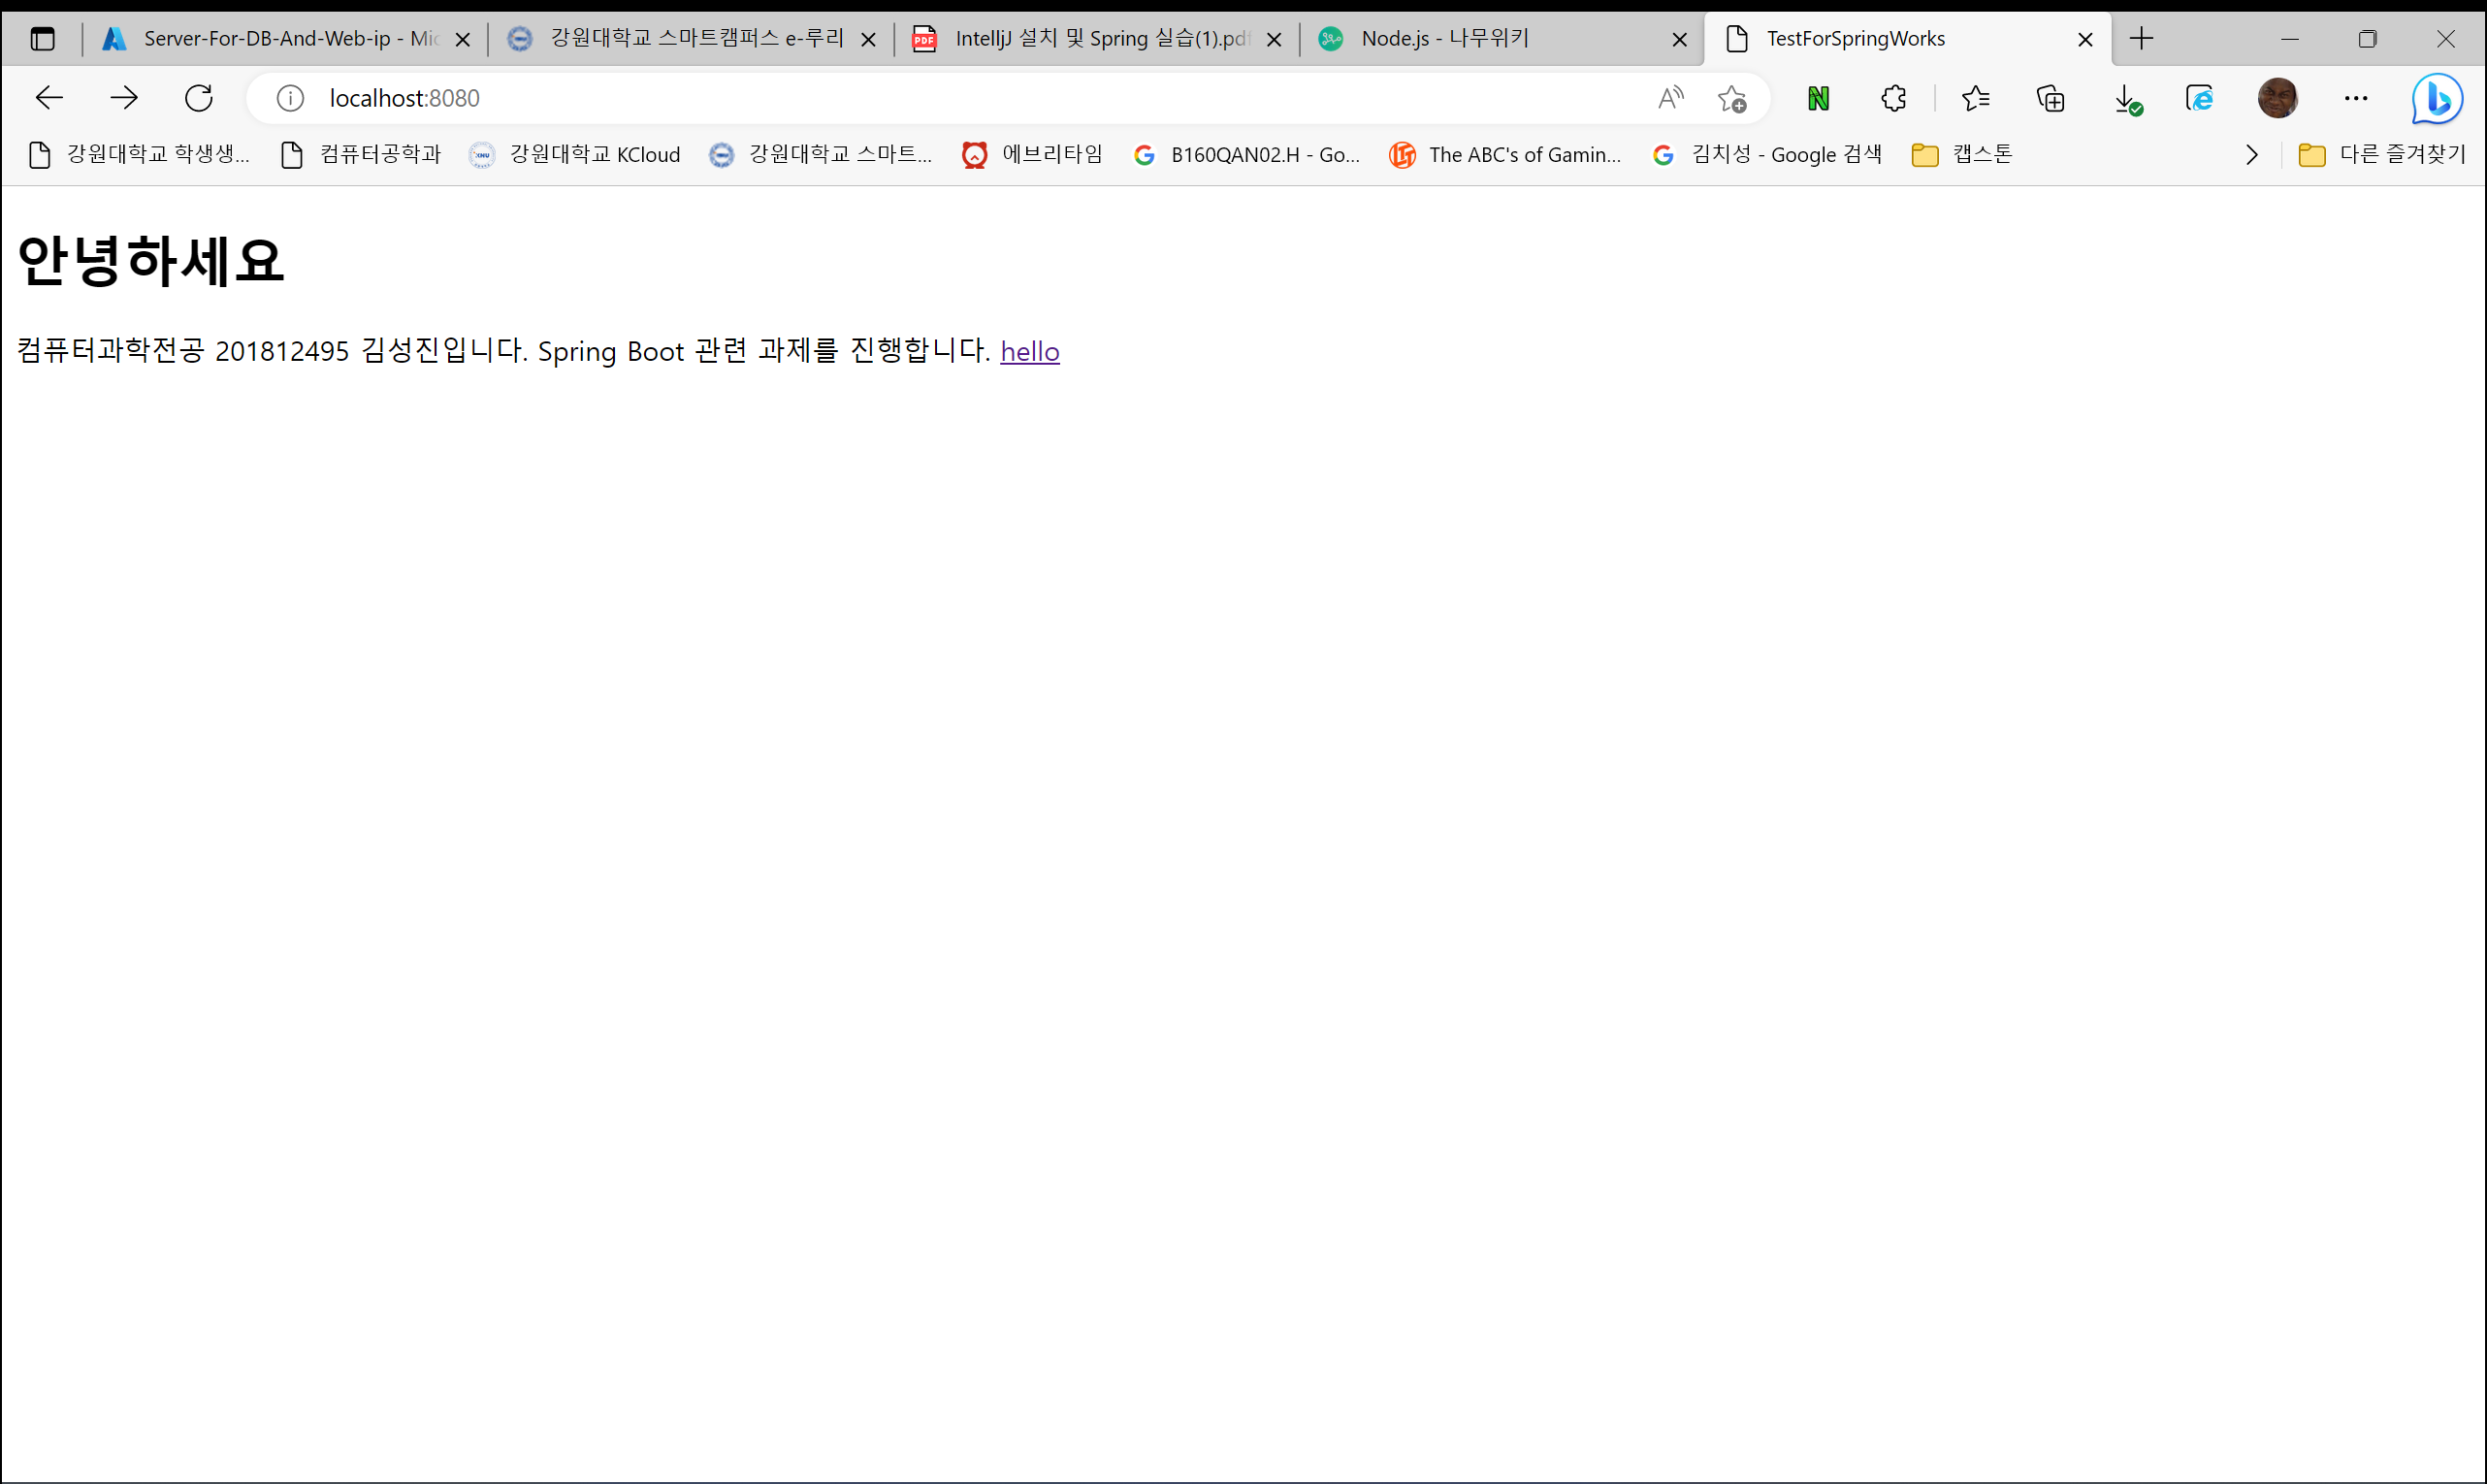 Server-For-DB-And-Web-ip - Mic
강원대학교 스마트캠퍼스 e-루리
PDF
IntelljJ 설치 및 Spring 실습(1).pdf
Node.js - 나무위키
TestForSpringWorks
localhost:8080
강원대학교 학생생...
컴퓨터공학과
강원대학교 KCloud
강원대학교 스마트...
에브리타임
B160QAN02.H - Go...
The ABC's of Gamin...
김치성 - Google 검색
캡스톤
다른 즐겨찾기
안녕하세요
컴퓨터과학전공 201812495 김성진입니다. Spring Boot 관련 과제를 진행합니다. hello